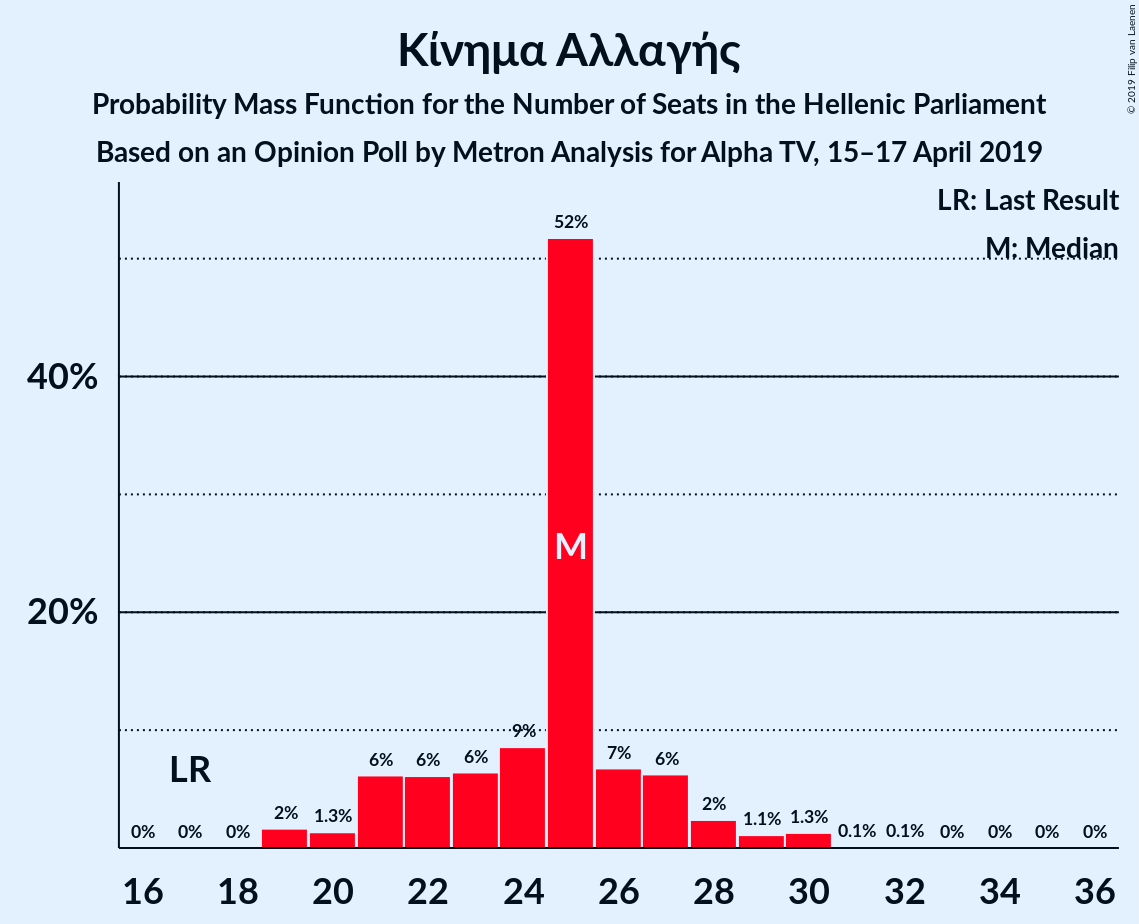 Κίνημα Αλλαγής
Probability Mass Function for the Number of Seats in the Hellenic Parliament
Based on an Opinion Poll by Metron Analysis for Alpha TV, 15–17 April 2019
© 2019 Filip van Laenen
LR: Last Result
M: Median
52%
40%
M
20%
9%
LR
6%
6%
6%
7%
6%
0%
0%
0%
2%
1.3%
2%
1.1%
1.3%
0.1%
0.1%
0%
0%
0%
0%
16 18 20 22 24 26 28 30 32 34 36